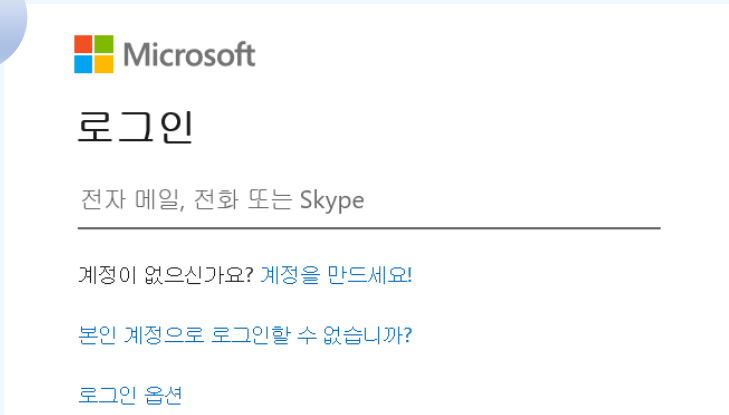 Microsoft
로그인
전자 메일, 전화 또는 Skype
계정이 없으신가요? 계정을 만드세요!
본인 계정으로 로그인할 수 없습니까?
로그인 옵션